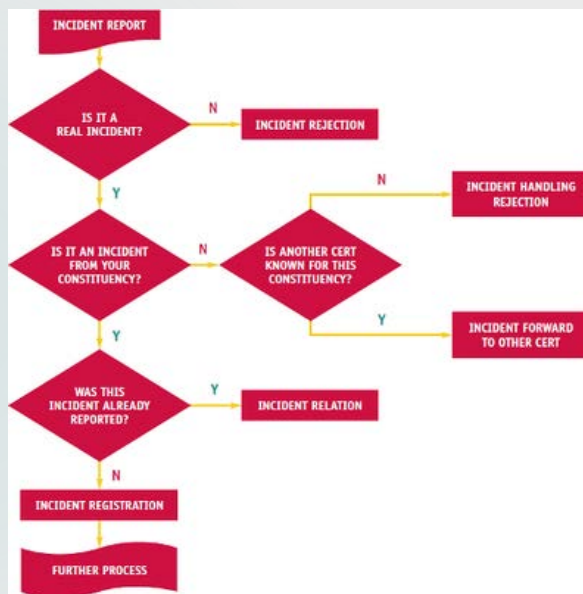 INCIDENT REPORT
IS IT A
REAL INCIDENT?
N
INCIDENT REJECTION
Y
IS IT AN INCIDENT
FROM YOUR
CONSTITUENCY?
N
IS ANOTHER CERT
KNOWN FOR THIS
CONSTITUENCY?
N
INCIDENT HANDLING
REJECTION
Y
INCIDENT FORWARD
TO OTHER CERT
Y
WAS THIS
INCIDENT ALREADY
REPORTED?
Y
INCIDENT RELATION
N
INCIDENT REGISTRATION
FURTHER PROCESS